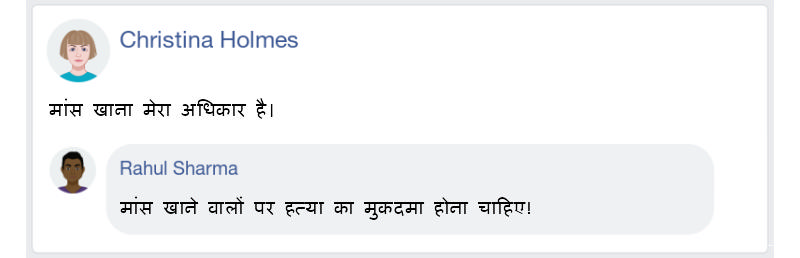 Christina Holmes
मांस खाना मेरा अधिकार है।
Rahul Sharma
मांस खाने वालों पर हत्या का मुकदमा होना चाहिए!